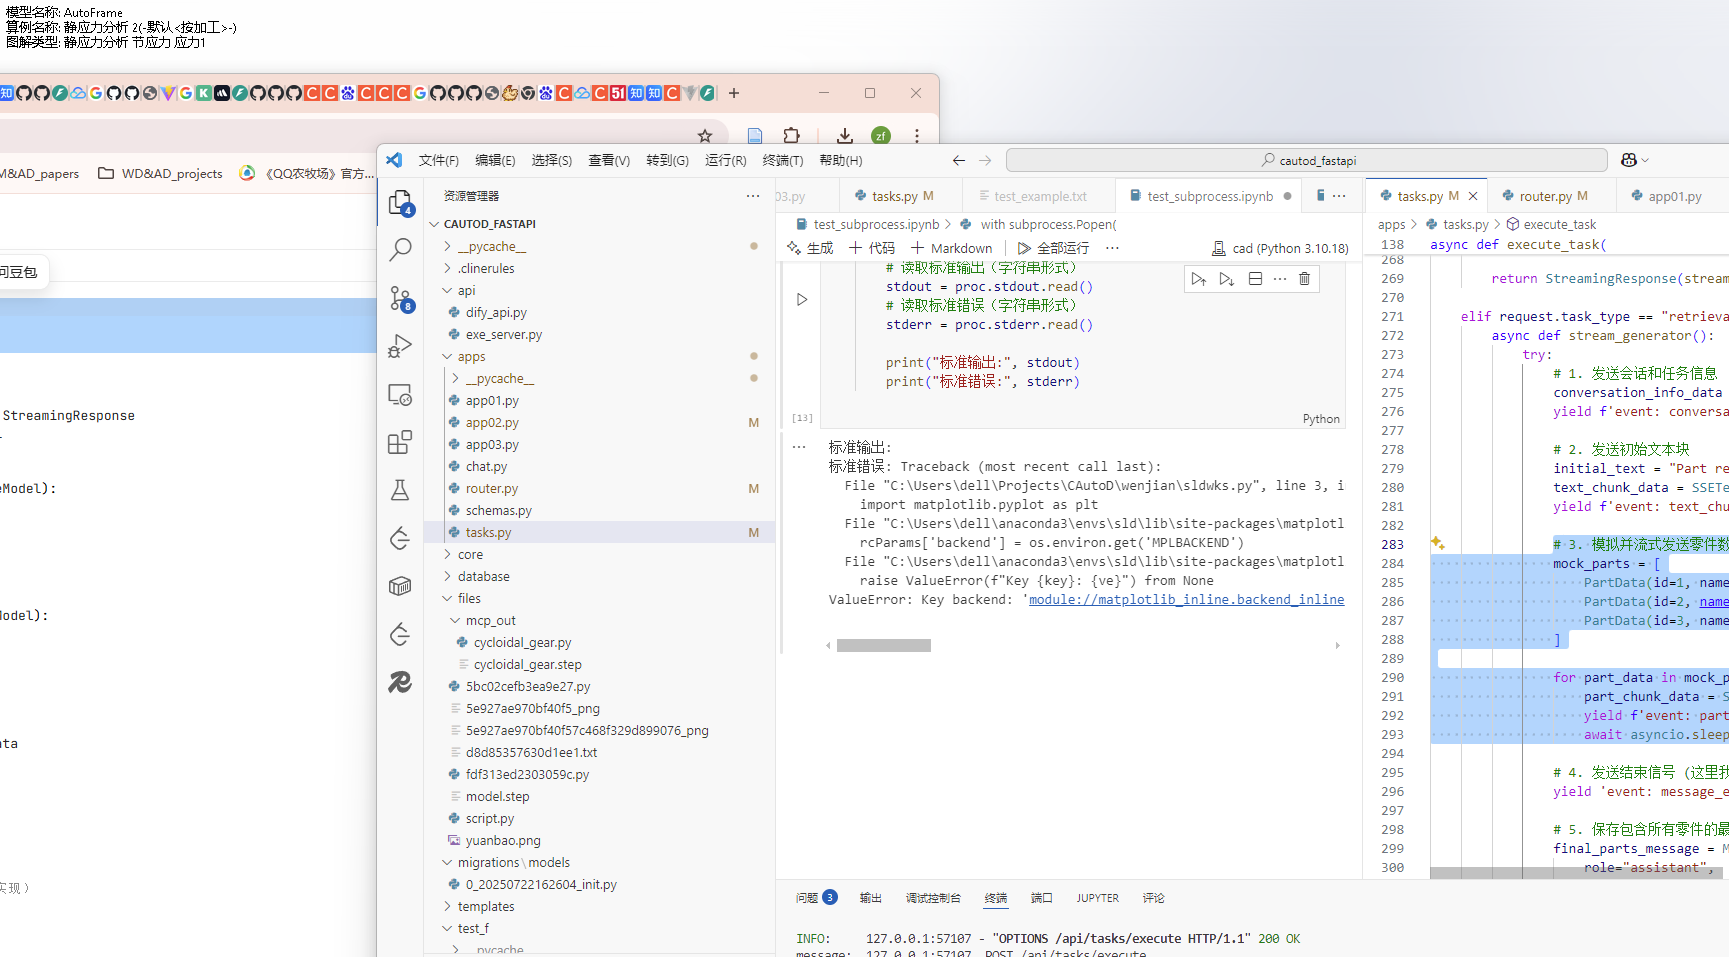 模型名称: AutoFrame
算例名称: 静应力分析 2(-默认<按加工>-)
图解类型: 静应力分析 节应力 应力1
zf
M&AD_papers
WD&AD_projects
《QQ农牧场》官方...
问豆包
StreamingResponse
eModel):
Model):
ata
实现）
文件(F) 编辑(E) 选择(S) 查看(V) 转到(G) 运行(R) 终端(T) 帮助(H)
cautod_fastapi
资源管理器
CAUTOD_FASTAPI
__pycache__
.clinerules
api
dify_api.py
exe_server.py
apps
__pycache__
app01.py
app02.py M
app03.py
chat.py
router.py M
schemas.py
tasks.py M
core
database
files
mcp_out
cycloidal_gear.py
cycloidal_gear.step
5bc02cefb3ea9e27.py
5e927ae970bf40f5_png
5e927ae970bf40f57c468f329d899076_png
d8d85357630d1ee1.txt
fdf313ed2303059c.py
model.step
script.py
yuanbao.png
migrations\models
0_20250722162604_init.py
templates
test_f
__pycache__
03.py tasks.py M test_example.txt test_subprocess.ipynb
test_subprocess.ipynb > with subprocess.Popen(
生成 + 代码 + Markdown 全部运行 ... cad (Python 3.10.18)
# 读取标准输出（字符串形式）
stdout = proc.stdout.read()
# 读取标准错误（字符串形式）
stderr = proc.stderr.read()
print("标准输出:", stdout)
print("标准错误:", stderr)
[13] Python
标准输出:
标准错误: Traceback (most recent call last):
File "C:\Users\dell\Projects\CAutoD\wenjian\sldwks.py", line 3, i
import matplotlib.pyplot as plt
File "C:\Users\dell\anaconda3\envs\sld\lib\site-packages\matplotl
rcParams['backend'] = os.environ.get('MPLBACKEND')
File "C:\Users\dell\anaconda3\envs\sld\lib\site-packages\matplotl
raise ValueError(f"Key {key}: {ve}") from None
ValueError: Key backend: 'module://matplotlib_inline.backend_inline
tasks.py M router.py M app01.py
apps > tasks.py > execute_task
138 async def execute_task(
268
269 return StreamingResponse(stream
270
271 elif request.task_type == "retrieva
272 async def stream_generator():
273 try:
274 # 1. 发送会话和任务信息
275 conversation_info_data
276 yield f'event: conversa
277
278 # 2. 发送初始文本块
279 initial_text = "Part re
280 text_chunk_data = SSETe
281 yield f'event: text_chu
282
283 # 3. 模拟并流式发送零件数
284 mock_parts = [
285 PartData(id=1, name
286 PartData(id=2, name
287 PartData(id=3, name
288 ]
289
290 for part_data in mock_p
291 part_chunk_data = S
292 yield f'event: part
293 await asyncio.sleep
294
295 # 4. 发送结束信号 (这里我
296 yield 'event: message_e
297
298 # 5. 保存包含所有零件的最
299 final_parts_message = M
300 role="assistant",
问题 3 输出 调试控制台 终端 端口 JUPYTER 评论
INFO: 127.0.0.1:57107 - "OPTIONS /api/tasks/execute HTTP/1.1" 200 OK
message: 127.0.0.1:57107 POST /api/tasks/execute